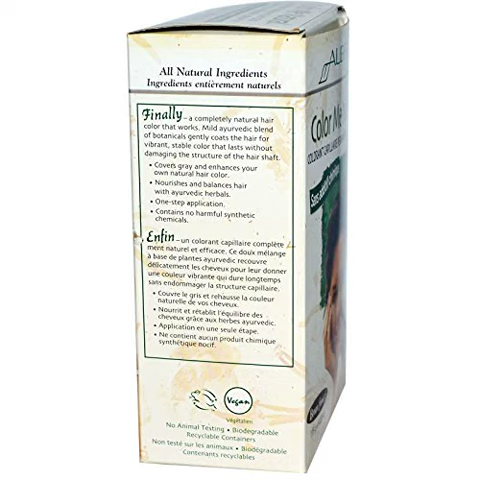 All Natural Ingredients
Ingredients entièrement naturels
Finally – a completely natural hair
color that works. Mild ayurvedic blend
of botanicals gently coats the hair for
vibrant, stable color that lasts without
damaging the structure of the hair shaft.
• Covers gray and enhances your
own natural hair color.
• Nourishes and balances hair
with ayurvedic herbals.
• One-step application.
• Contains no harmful synthetic
chemicals.
Enfin – un colorant capillaire complète
ment naturel et efficace. Ce doux mélange
à base de plantes ayurvedic recouvre
délicatement les cheveux pour leur donner
une couleur vibrante qui dure longtemps
sans endommager la structure capillaire.
• Couvre le gris et rehausse la couleur
naturelle de vos cheveux.
• Nourrit et rétablit l'équilibre des
cheveux grâce aux herbes ayurvedic.
• Application en une seule étape.
• Ne contient aucun produit chimique
synthétique nocif.
Vegan
végétalien
No Animal Testing • Biodegradable
Recyclable Containers
Non testé sur les animaux • Biodégradable
Contenants recyclables
Color Me
COLORANT CAPILLAIRE